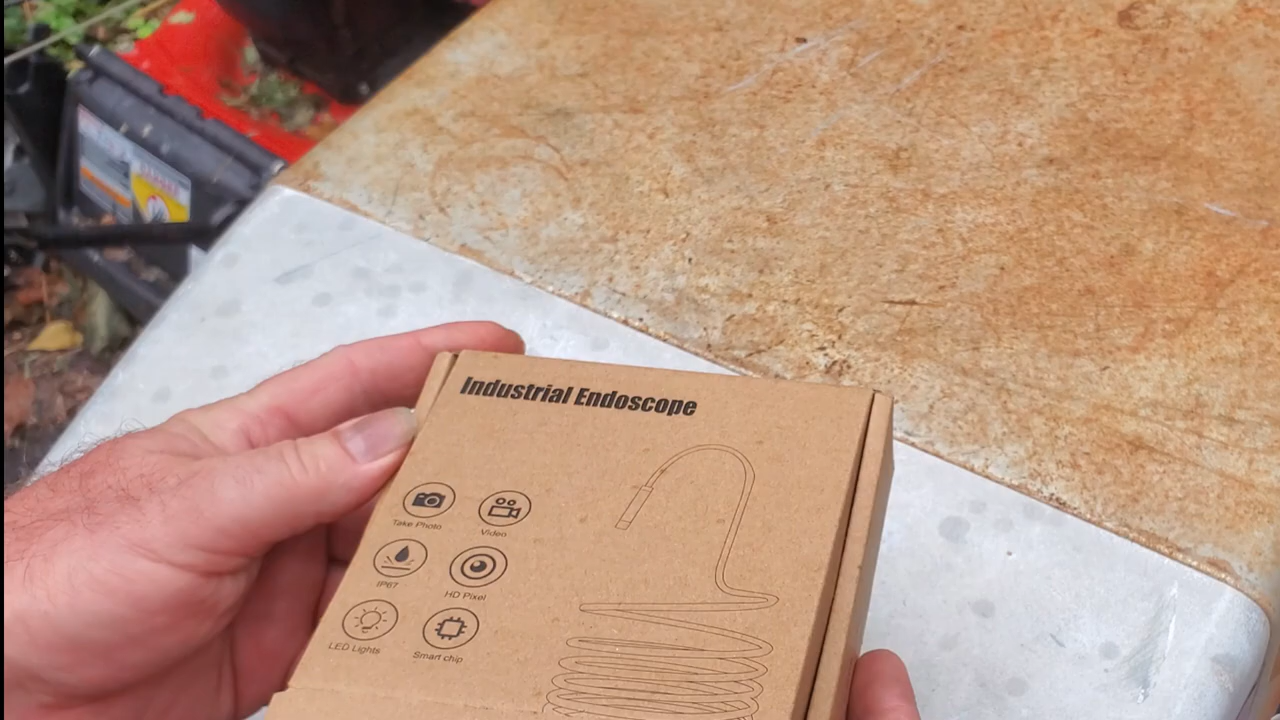 Industrial Endoscope
Take Photo
Video
IP67
HD Pixel
LED Lights
Smart chip